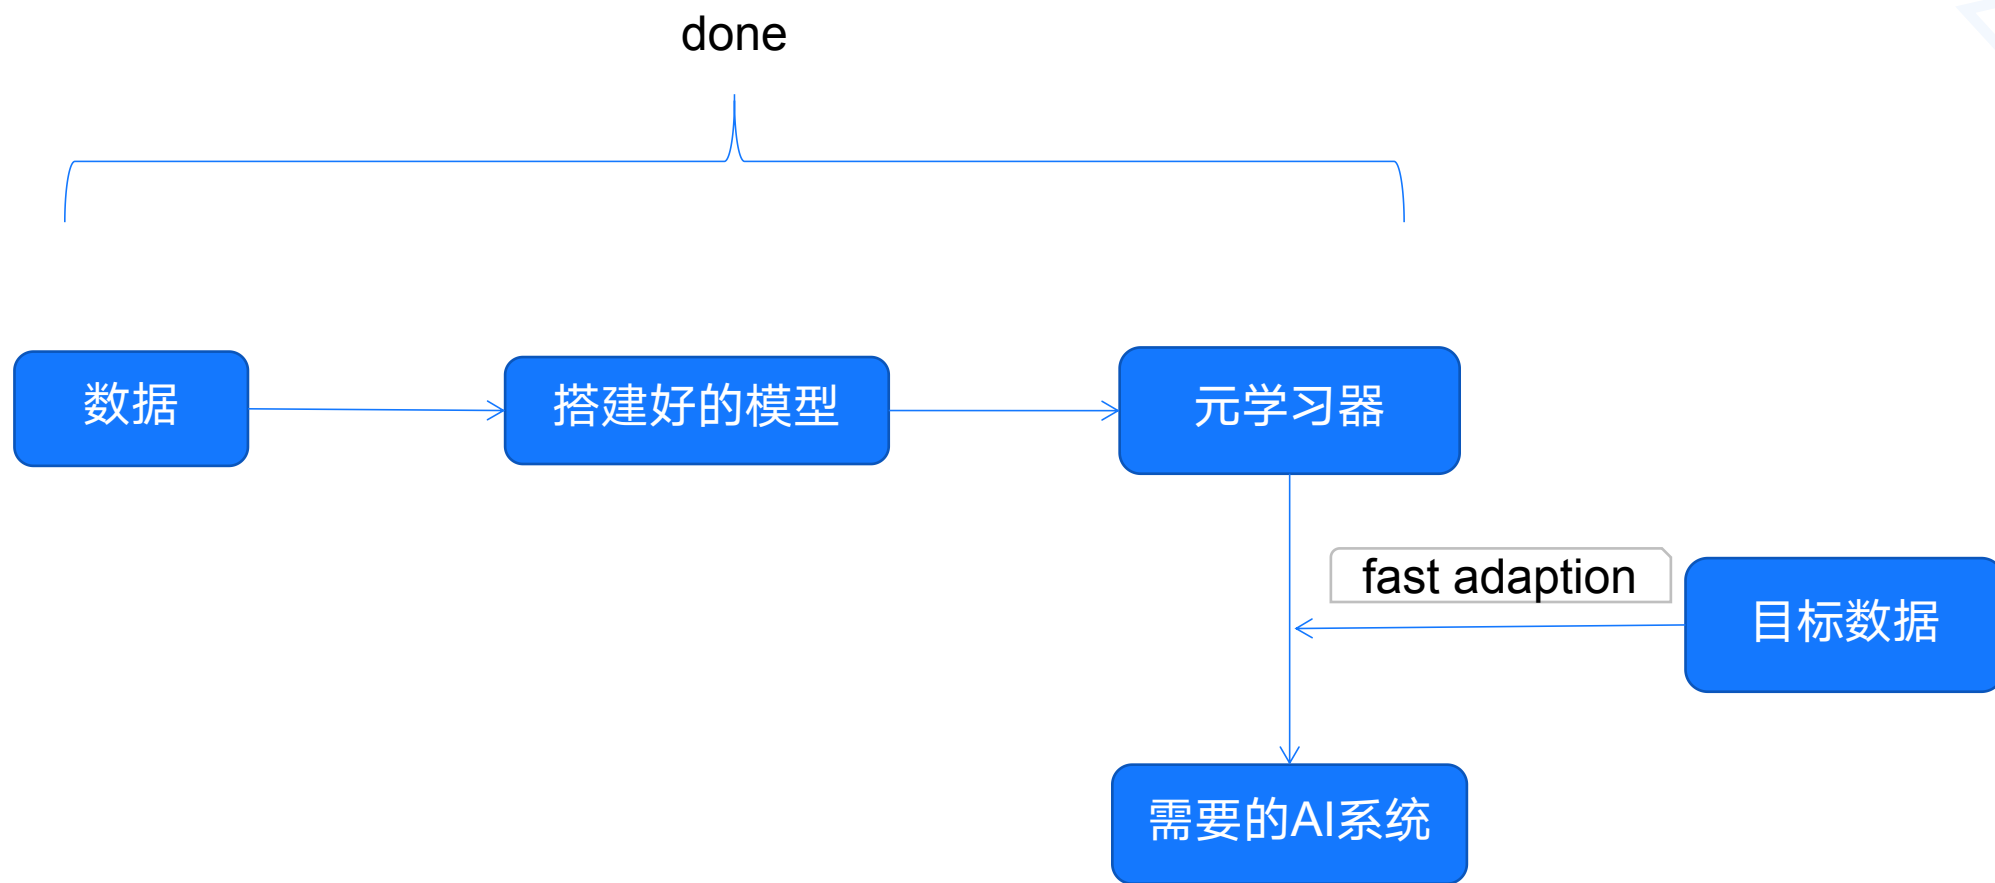 done
数据
搭建好的模型
元学习器
fast adaption
目标数据
需要的AI系统